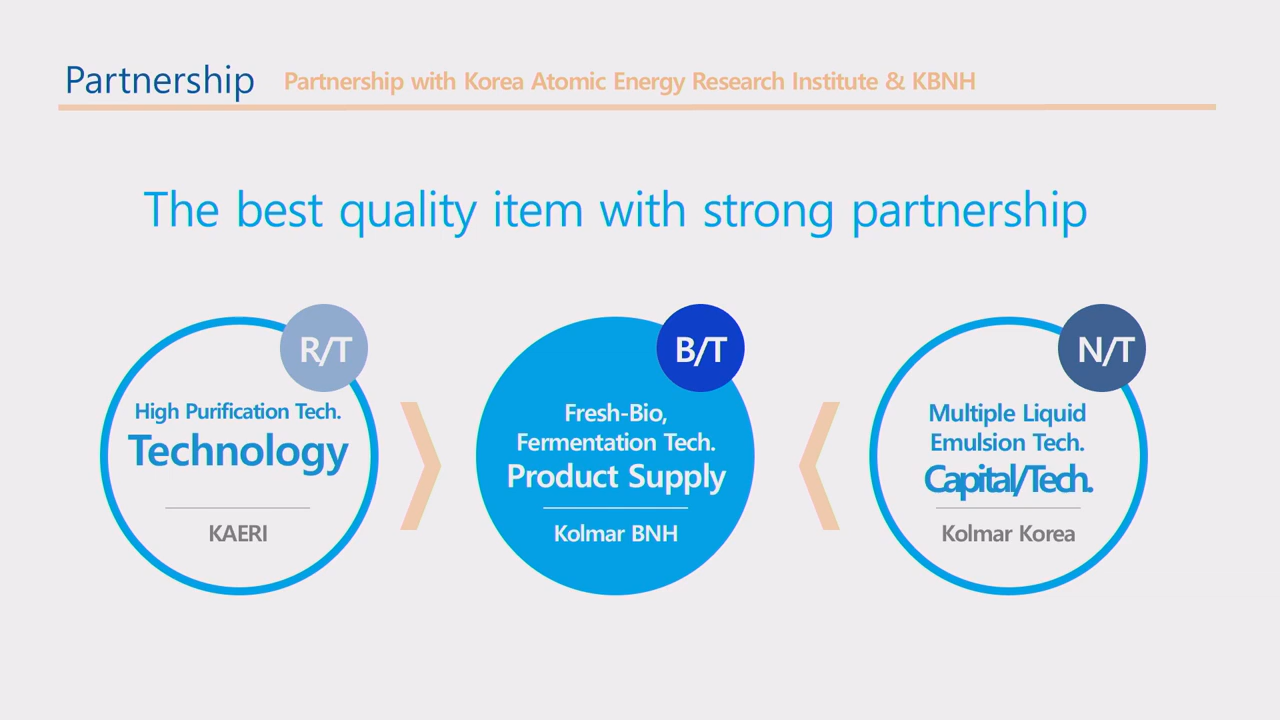 Partnership
Partnership with Korea Atomic Energy Research Institute & KBNH
The best quality item with strong partnership
R/T
High Purification Tech.
Technology
KAERI
B/T
Fresh-Bio,
Fermentation Tech.
Product Supply
Kolmar BNH
N/T
Multiple Liquid
Emulsion Tech.
Capital/Tech.
Kolmar Korea